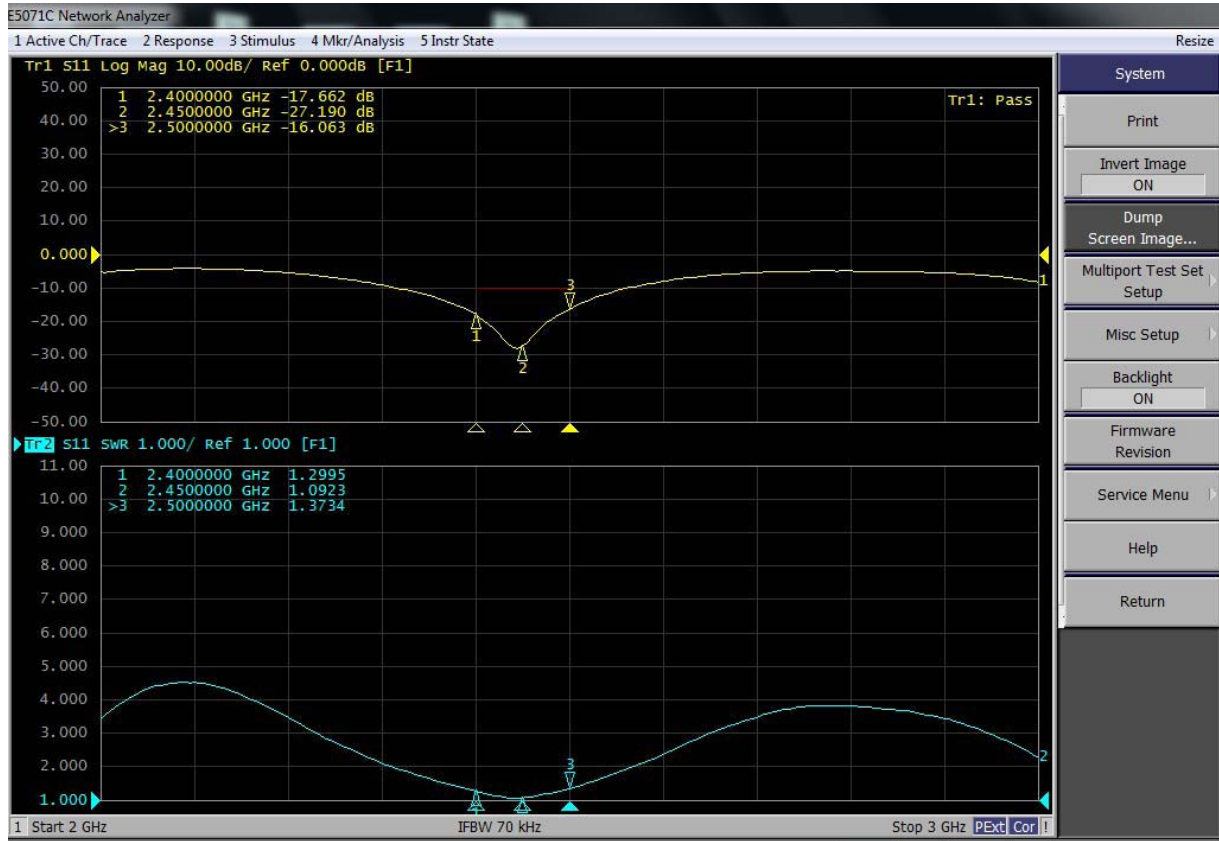 E5071C Network Analyzer
1 Active Ch/Trace 2 Response 3 Stimulus 4 Mkr/Analysis 5 Instr State Resize
Tr1 S11 Log Mag 10.00dB/ Ref 0.000dB [F1]
50.00
40.00
30.00
20.00
10.00
0.000
-10.00
-20.00
-30.00
-40.00
-50.00
1 2.4000000 GHz -17.662 dB
2 2.4500000 GHz -27.190 dB
>3 2.5000000 GHz -16.063 dB
Tr1: Pass
1
2
3
1
Tr2 S11 SWR 1.000/ Ref 1.000 [F1]
11.00
10.00
9.000
8.000
7.000
6.000
5.000
4.000
3.000
2.000
1.000
1 2.4000000 GHz 1.2995
2 2.4500000 GHz 1.0923
>3 2.5000000 GHz 1.3734
3
2
1 Start 2 GHz IFBW 70 kHz Stop 3 GHz PExt Cor !
System
Print
Invert Image
ON
Dump
Screen Image...
Multiport Test Set
Setup
Misc Setup
Backlight
ON
Firmware
Revision
Service Menu
Help
Return